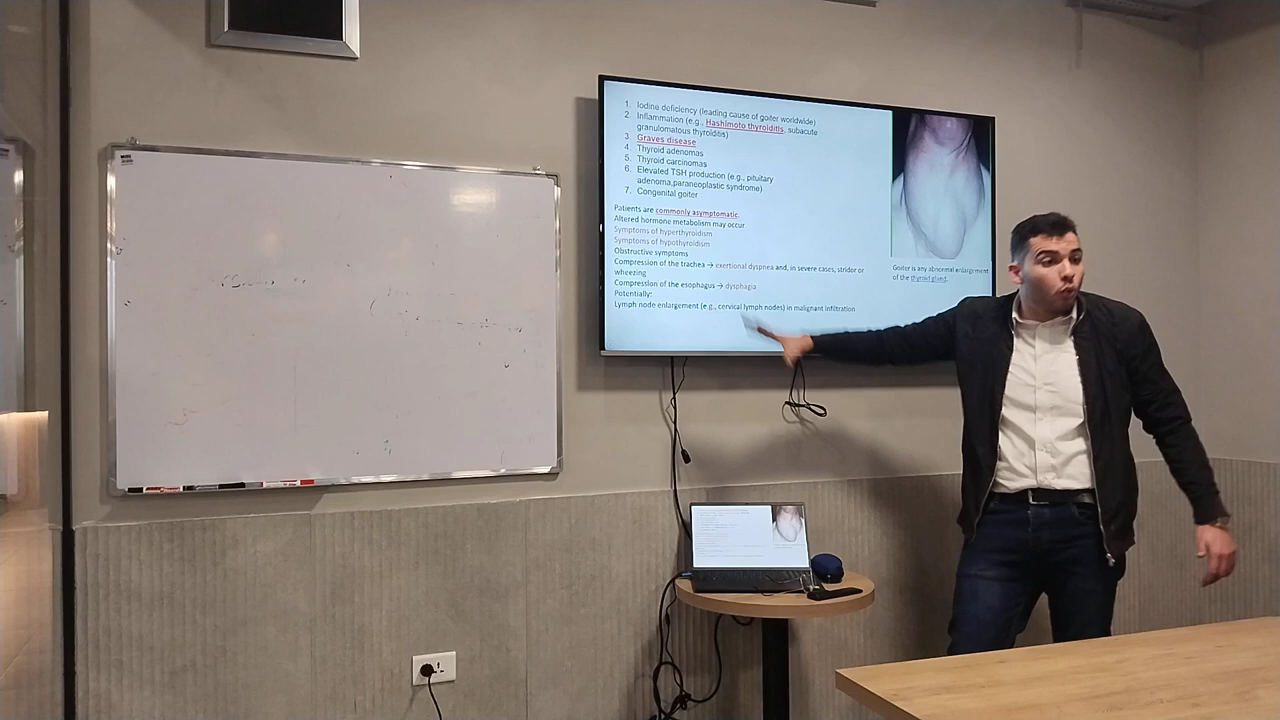 1. Iodine deficiency (leading cause of goiter worldwide)
2. Inflammation (e.g., Hashimoto thyroiditis, subacute
granulomatous thyroiditis)
3. Graves disease
4. Thyroid adenomas
5. Thyroid carcinomas
6. Elevated TSH production (e.g., pituitary
adenoma,paraneoplastic syndrome)
7. Congenital goiter
Patients are commonly asymptomatic.
Altered hormone metabolism may occur
Symptoms of hyperthyroidism
Symptoms of hypothyroidism
Obstructive symptoms
Compression of the trachea → exertional dyspnea and, in severe cases, stridor or
wheezing
Compression of the esophagus → dysphagia
Potentially:
Lymph node enlargement (e.g., cervical lymph nodes) in malignant infiltration
Goiter is any abnormal enlargement
of the thyroid gland.